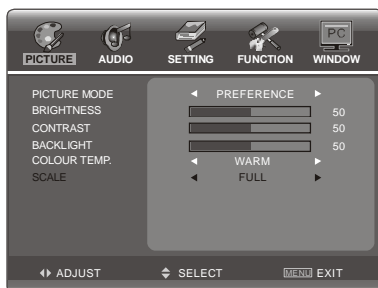 PC
PICTURE AUDIO SETTING FUNCTION WINDOW
PICTURE MODE PREFERENCE
BRIGHTNESS 50
CONTRAST 50
BACKLIGHT 50
COLOUR TEMP. WARM
SCALE FULL
ADJUST SELECT MENU EXIT